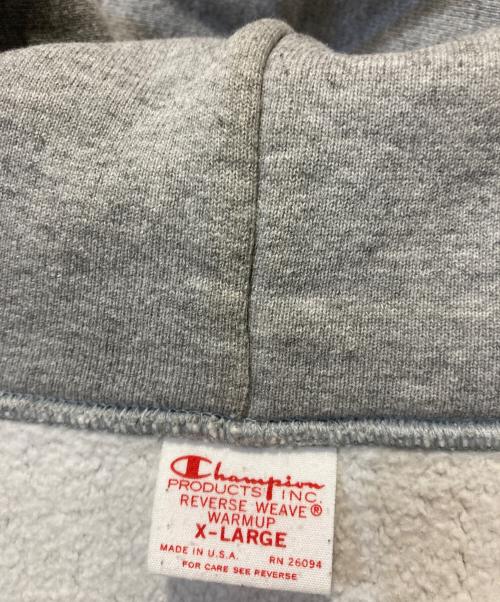 Champion
PRODUCTS INC.
REVERSE WEAVE®
WARMUP
X-LARGE
MADE IN U.S.A. RN 26094
FOR CARE SEE REVERSE